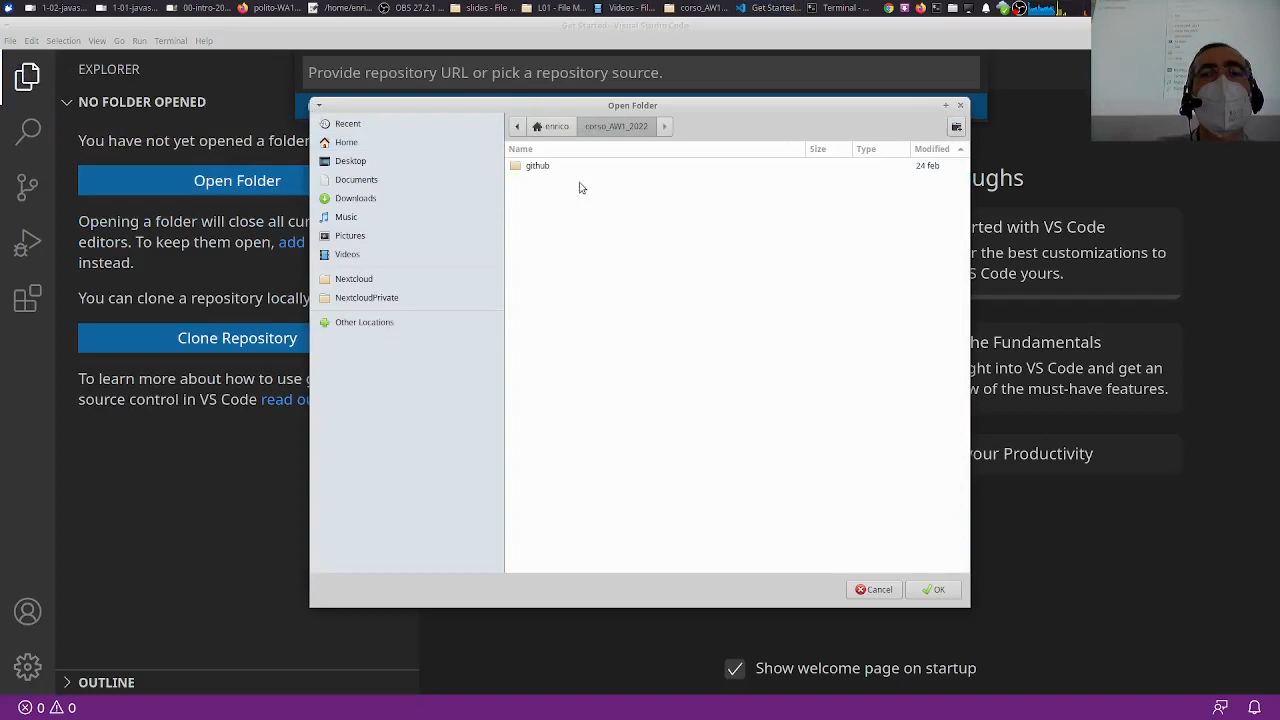 1-02-javas...
1-01-javas...
00-intro-20...
polito-AW1...
/home/enri...
OBS 27.2.1 ...
slides - File...
L01 - File M...
corso_AW1...
Get Started...
Terminal - ...
Get Started - Visual Studio Code
File Edit Selection View Go Run Terminal Help
EXPLORER
Provide repository URL or pick a repository source.
NO FOLDER OPENED
Open Folder
You have not yet opened a folder
Open Folder
Opening a folder will close all cur
editors. To keep them open, add
instead.
You can clone a repository locally
Clone Repository
To learn more about how to use g
source control in VS Code read ou
OUTLINE
0 0
Recent
Home
Desktop
Documents
Downloads
Music
Pictures
Videos
Nextcloud
NextcloudPrivate
Other Locations
enrico corso_AW1_2022
Name Size Type Modified
github 24 feb
Cancel OK
ughs
rted with VS Code
r the best customizations to
S Code yours.
he Fundamentals
ght into VS Code and get an
w of the must-have features.
your Productivity
Show welcome page on startup